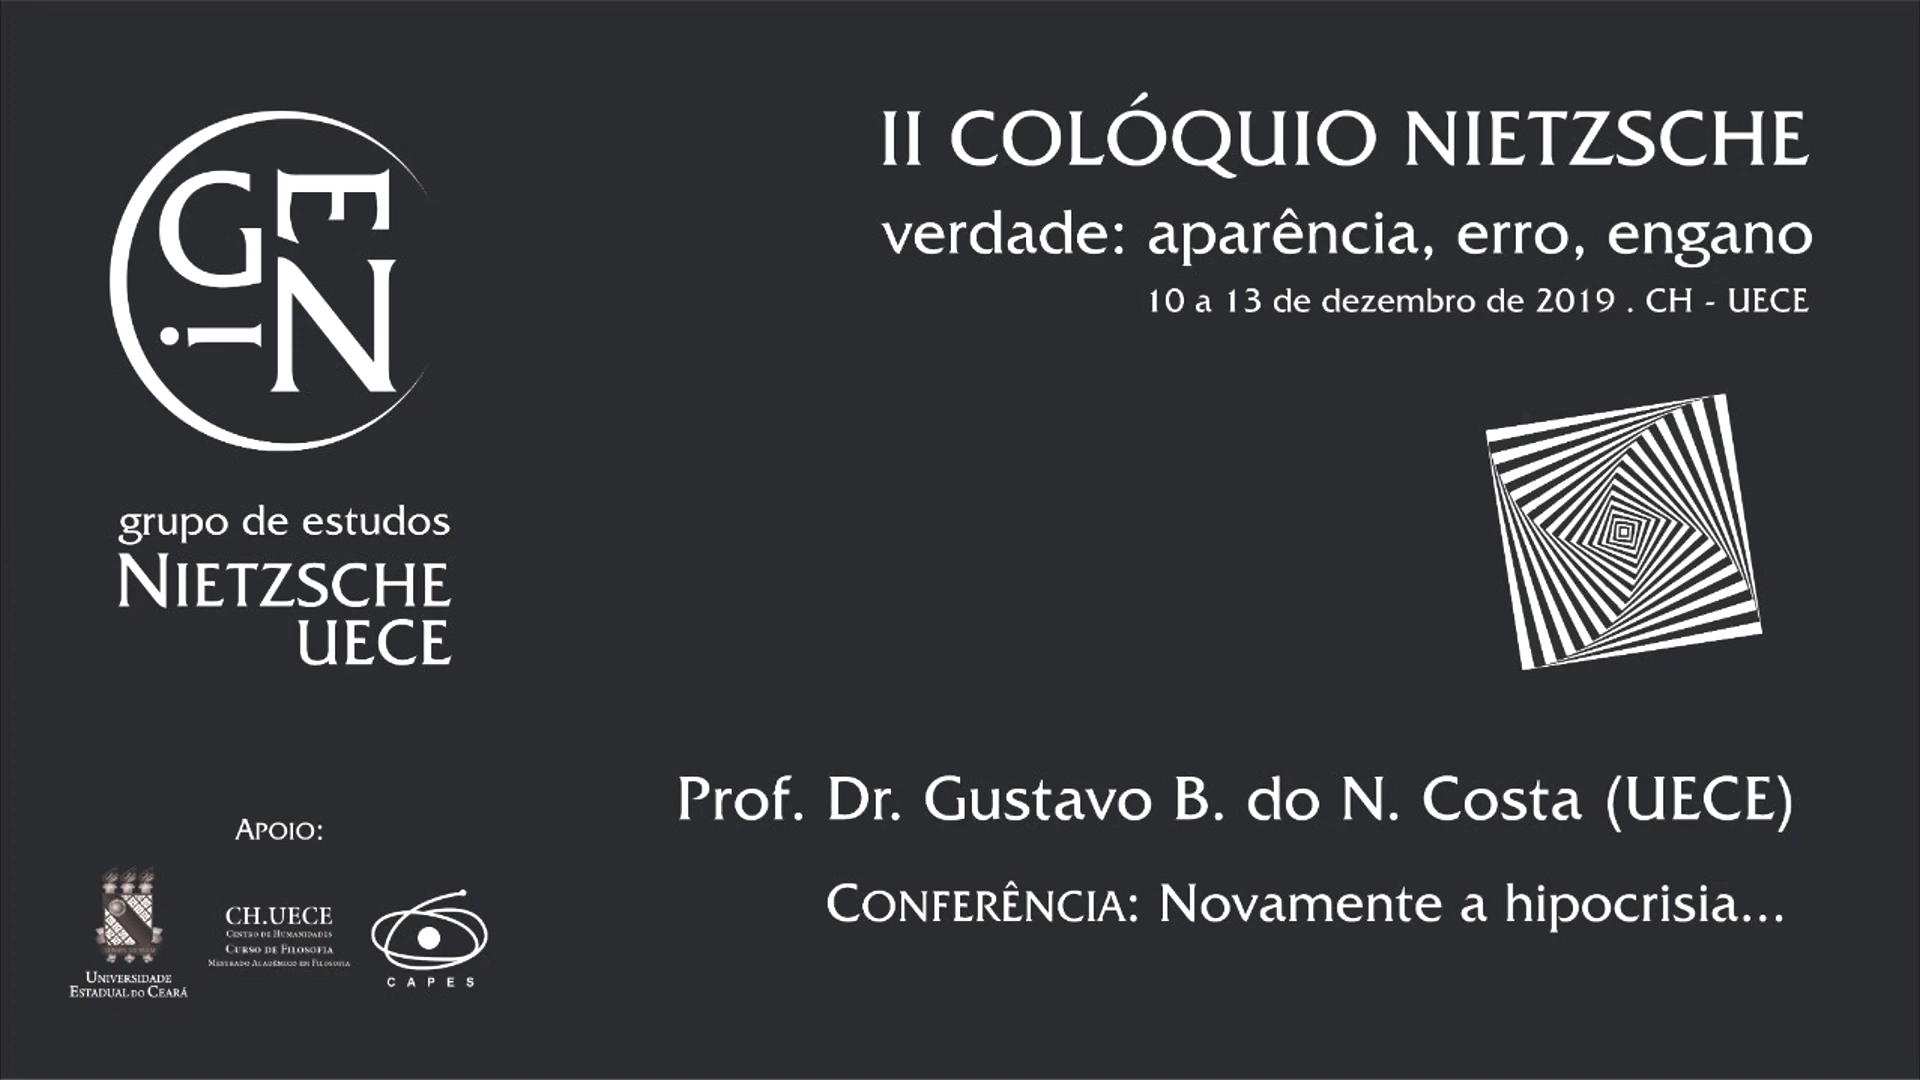 GENi
grupo de estudos
NIETZSCHE
UECE
II COLÓQUIO NIETZSCHE
verdade: aparência, erro, engano
10 a 13 de dezembro de 2019 . CH - UECE
Prof. Dr. Gustavo B. do N. Costa (UECE)
CONFERÊNCIA: Novamente a hipocrisia...
APOIO:
UNIVERSIDADE
ESTADUAL DO CEARÁ
CH.UECE
CENTRO DE HUMANIDADES
CURSO DE FILOSOFIA
MESTRADO ACADÊMICO EM FILOSOFIA
CAPES